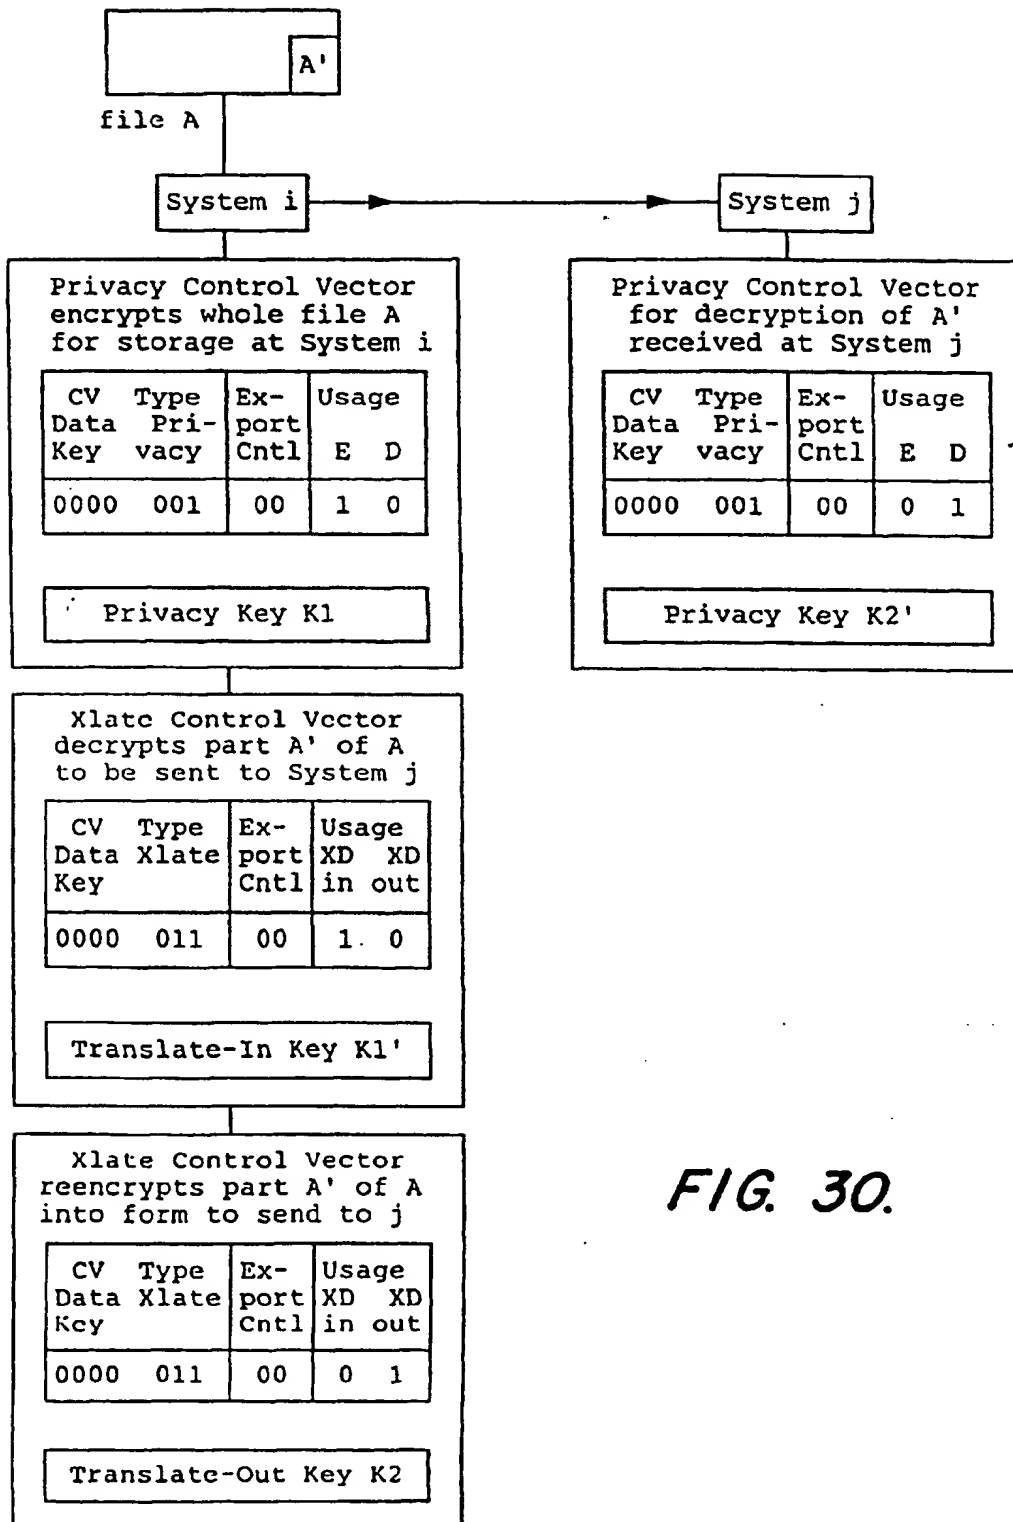 A'
file A
System i
System j
Privacy Control Vector
encrypts whole file A
for storage at System i
CV Type Ex- Usage
Data Pri- port
Key vacy Cntl E D
0000 001 00 1 0
Privacy Key K1
Privacy Control Vector
for decryption of A'
received at System j
CV Type Ex- Usage
Data Pri- port
Key vacy Cntl E D
0000 001 00 0 1
Privacy Key K2'
Xlate Control Vector
decrypts part A' of A
to be sent to System j
CV Type Ex- Usage
Data Xlate port XD XD
Key Cntl in out
0000 011 00 1 0
Translate-In Key K1'
Xlate Control Vector
reencrypts part A' of A
into form to send to j
CV Type Ex- Usage
Data Xlate port XD XD
Key Cntl in out
0000 011 00 0 1
Translate-Out Key K2
FIG. 30.